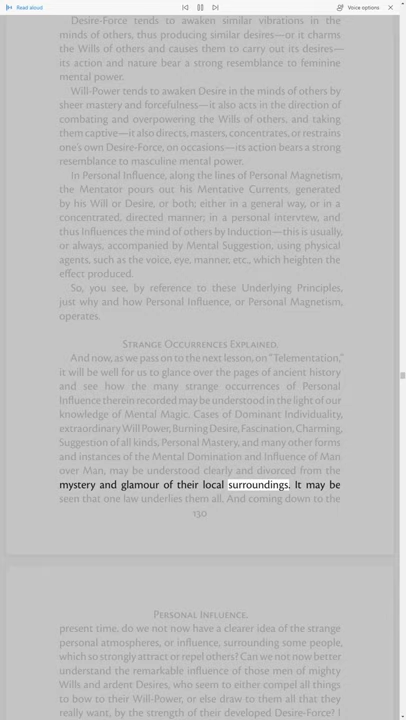 Read aloud
Voice options
Desire-Force tends to awaken similar vibrations in the
minds of others, thus producing similar desires—or it charms
the Wills of others and causes them to carry out its desires—
its action and nature bear a strong resemblance to feminine
mental power.
Will-Power tends to awaken Desire in the minds of others by
sheer mastery and forcefulness—it also acts in the direction of
combating and overpowering the Wills of others, and taking
them captive—it also directs, masters, concentrates, or restrains
one's own Desire-Force, on occasions—its action bears a strong
resemblance to masculine mental power.
In Personal Influence, along the lines of Personal Magnetism,
the Mentator pours out his Mentative Currents, generated
by his Will or Desire, or both; either in a general way, or in a
concentrated, directed manner; in a personal interview, and
thus Influences the mind of others by Induction—this is usually,
or always, accompanied by Mental Suggestion, using physical
agents, such as the voice, eye, manner, etc., which heighten the
effect produced.
So, you see, by reference to these Underlying Principles,
just why and how Personal Influence, or Personal Magnetism,
operates.
Strange Occurrences Explained.
And now, as we pass on to the next lesson, on "Telementation,"
it will be well for us to glance over the pages of ancient history
and see how the many strange occurrences of Personal
Influence therein recorded may be understood in the light of our
knowledge of Mental Magic. Cases of Dominant Individuality,
extraordinary Will Power, Burning Desire, Fascination, Charming,
Suggestion of all kinds, Personal Mastery, and many other forms
and instances of the Mental Domination and Influence of Man
over Man, may be understood clearly and divorced from the
mystery and glamour of their local surroundings. It may be
seen that one law underlies them all. And coming down to the
130
Personal Influence.
present time, do we not now have a clearer idea of the strange
personal atmospheres, or influence, surrounding some people,
which so strongly attract or repel others? Can we not now better
understand the remarkable influence of those men of mighty
Wills and ardent Desires, who seem to either compel all things
to bow to their Will-Power, or else draw to them all that they
really want, by the strength of their developed Desire-Force? I